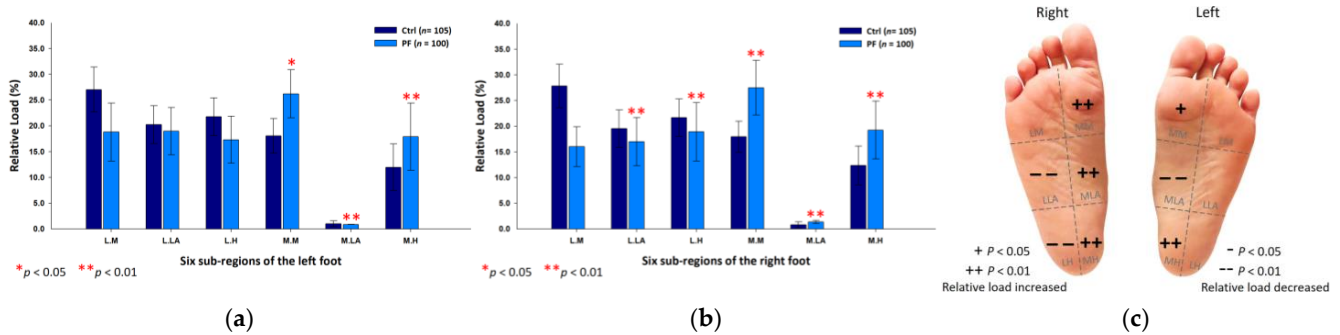 40.0
35.0
30.0
25.0
20.0
15.0
10.0
5.0
0.0
Relative Load (%)
Ctrl (n= 105)
PF (n = 100)
*
**
**
L.M L.LA L.H M.M M.LA M.H
Six sub-regions of the left foot
*p < 0.05 **p < 0.01
(a)
40.0
35.0
30.0
25.0
20.0
15.0
10.0
5.0
0.0
Relative Load (%)
Ctrl (n= 105)
PF (n = 100)
**
**
**
**
**
L.M L.LA L.H M.M M.LA M.H
Six sub-regions of the right foot
*p < 0.05 **p < 0.01
(b)
Right Left
++ +
LM MM MM LM
-- ++ --
LLA MLA MLA LLA
-- ++ ++
LH MH MH LH
+ P < 0.05
++ P < 0.01
Relative load increased
- P < 0.05
-- P < 0.01
Relative load decreased
(c)